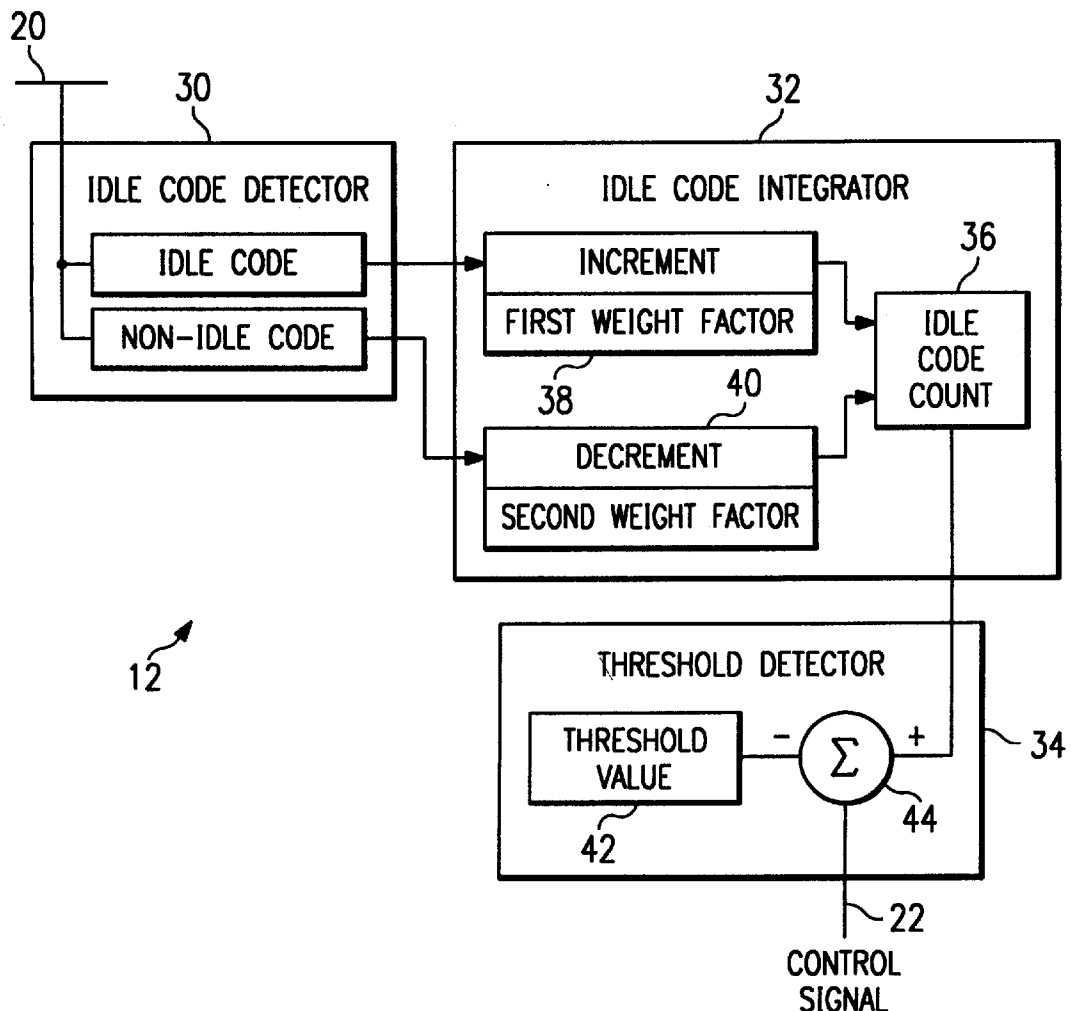 20
30
32
IDLE CODE DETECTOR
IDLE CODE
NON-IDLE CODE
IDLE CODE INTEGRATOR
INCREMENT
FIRST WEIGHT FACTOR
38
40
DECREMENT
SECOND WEIGHT FACTOR
36
IDLE
CODE
COUNT
12
THRESHOLD DETECTOR
THRESHOLD
VALUE
42
-
Σ
+
44
34
22
CONTROL
SIGNAL